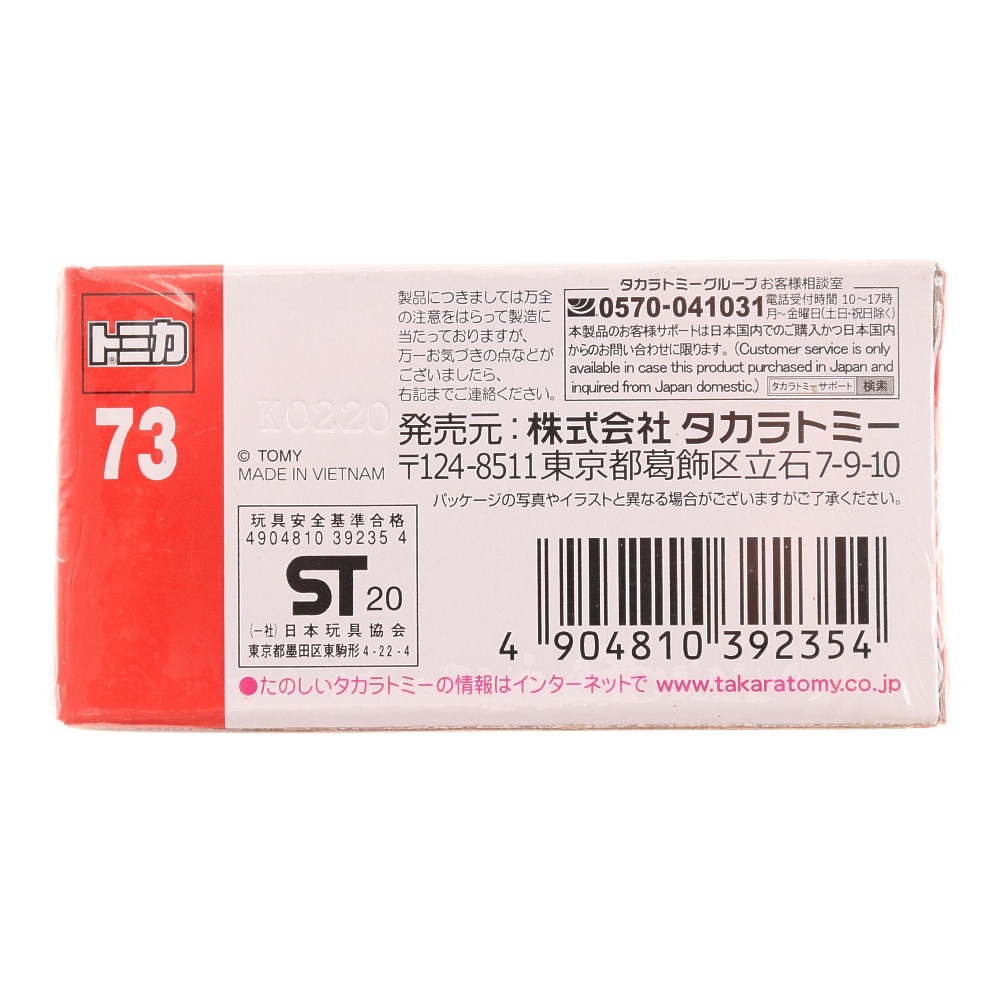 トミカ
®
73
製品につきましては万全
の注意をはらって製造に
当たっておりますが、
万一お気づきの点などが
ございましたら、
右記までご連絡ください。
タカラトミーグループ お客様相談室
0570-041031 電話受付時間 10〜17時
月〜金曜日(土日・祝日除く)
本製品のお客様サポートは日本国内でのご購入かつ日本国内
からのお問い合わせに限ります。(Customer service is only
available in case this product purchased in Japan and
inquired from Japan domestic.) タカラトミーサポート 検索
K0220
© TOMY
MADE IN VIETNAM
発売元:株式会社 タカラトミー
〒124-8511 東京都葛飾区立石 7-9-10
パッケージの写真やイラストと異なる場合がございますがご了承ください。
玩具安全基準合格
4904810 39235 4
ST 20
(一社)日本玩具協会
東京都墨田区東駒形 4-22-4
4 904810 392354
●たのしいタカラトミーの情報はインターネットで www.takaratomy.co.jp